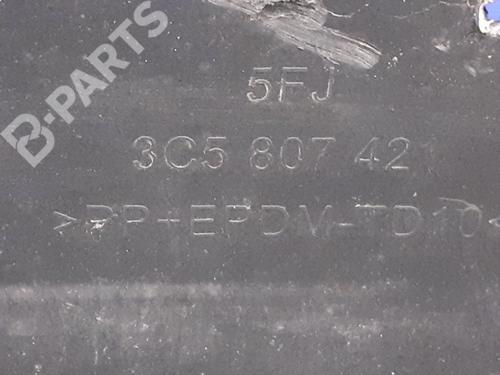 B-PARTS
5FJ
3C5 807 421
>PP+EPDM-TD10<